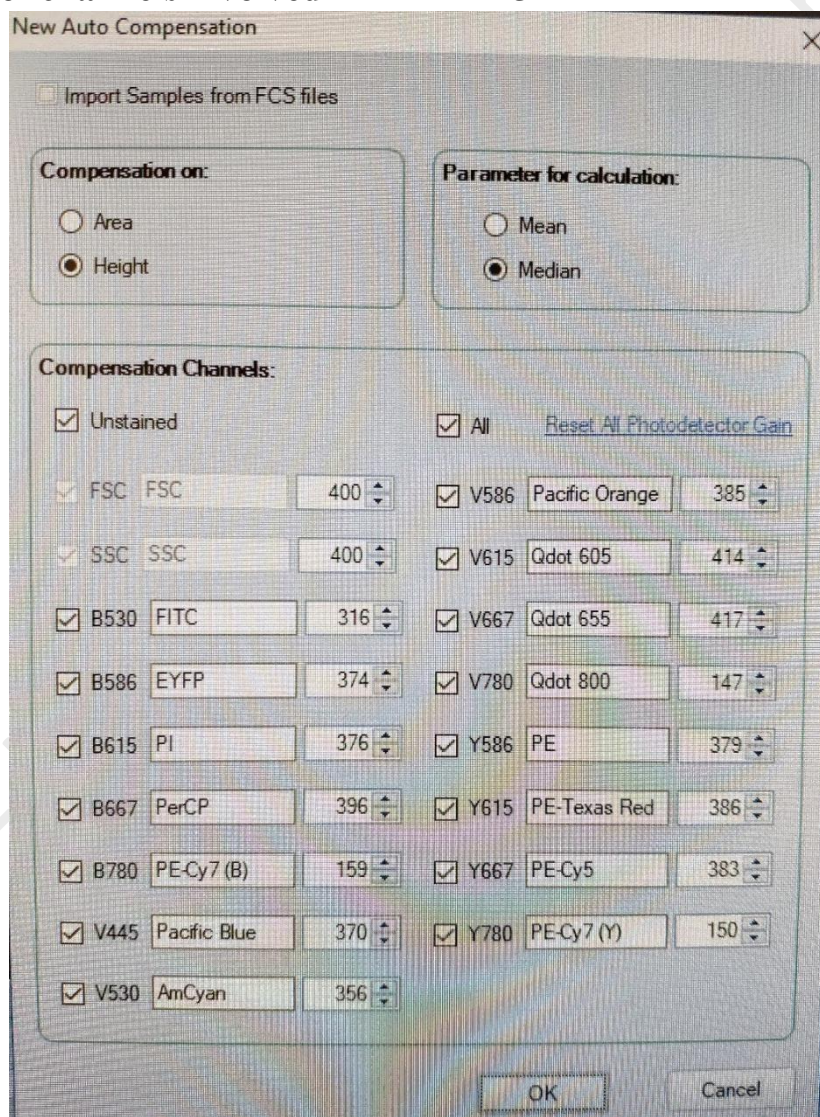 New Auto Compensation
Import Samples from FCS files
Compensation on:
Area
Height
Parameter for calculation:
Mean
Median
Compensation Channels:
Unstained
All Reset All Photodetector Gain
FSC FSC 400
V586 Pacific Orange 385
SSC SSC 400
V615 Qdot 605 414
B530 FITC 316
V667 Qdot 655 417
B586 EYFP 374
V780 Qdot 800 147
B615 PI 376
Y586 PE 379
B667 PerCP 396
Y615 PE-Texas Red 386
B780 PE-Cy7 (B) 159
Y667 PE-Cy5 383
V445 Pacific Blue 370
Y780 PE-Cy7 (Y) 150
V530 AmCyan 356
OK
Cancel